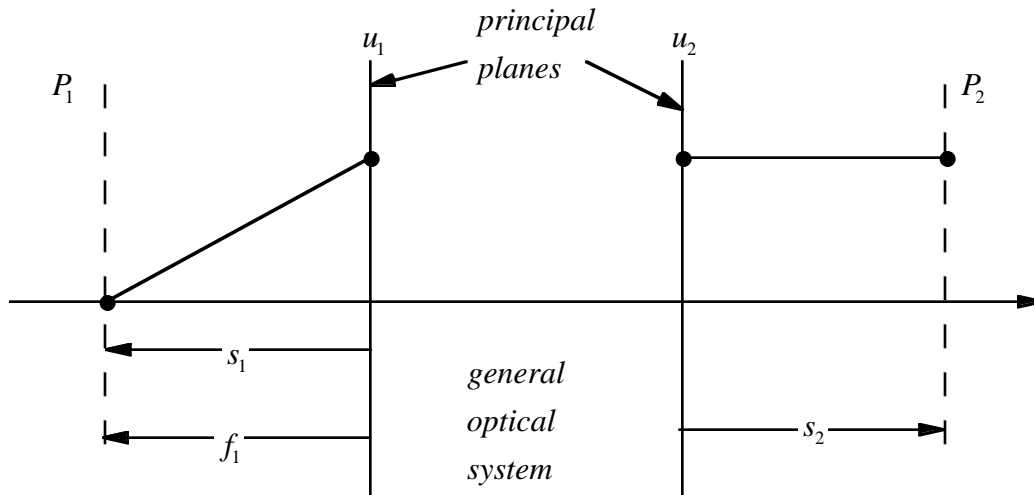 principal
planes
u₁
u₂
P₁
P₂
s₁
general
optical
system
f₁
s₂